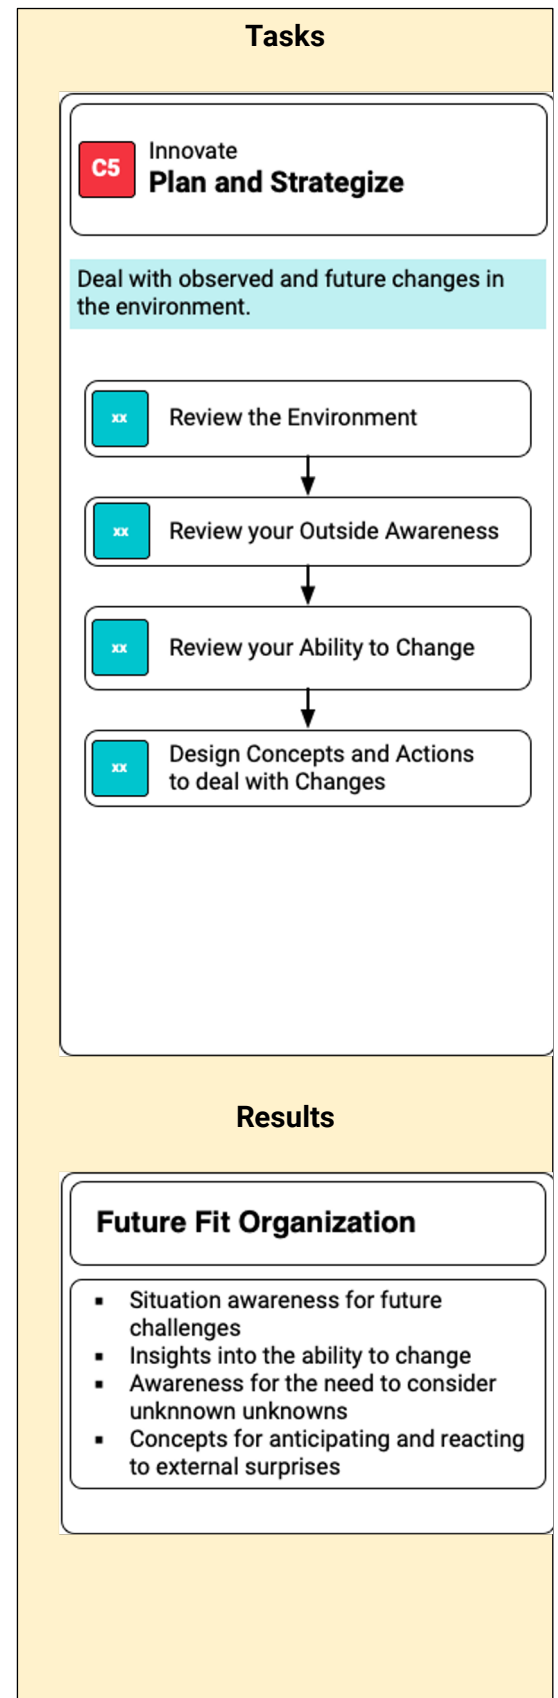 Tasks
C5
Innovate
Plan and Strategize
Deal with observed and future changes in
the environment.
xx
Review the Environment
xx
Review your Outside Awareness
xx
Review your Ability to Change
xx
Design Concepts and Actions
to deal with Changes
Results
Future Fit Organization
▪ Situation awareness for future
challenges
▪ Insights into the ability to change
▪ Awareness for the need to consider
unknnown unknowns
▪ Concepts for anticipating and reacting
to external surprises